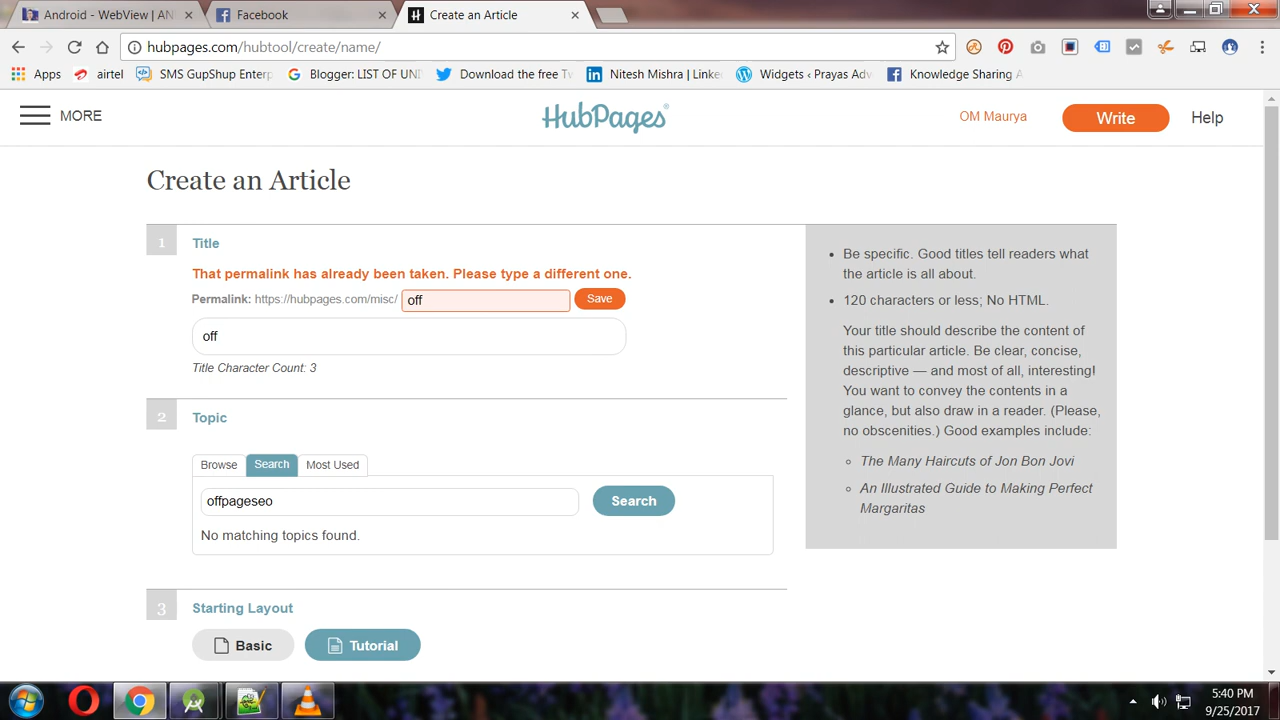 Android - WebView | AN
Facebook
Create an Article
hubpages.com/hubtool/create/name/
Apps
airtel
SMS GupShup Enterp
Blogger: LIST OF UND
Download the free Tw
Nitesh Mishra | Linke
Widgets ‹ Prayas Adv
Knowledge Sharing A
MORE
HubPages®
OM Maurya
Write
Help
Create an Article
1
Title
That permalink has already been taken. Please type a different one.
Permalink: https://hubpages.com/misc/
off
Save
off
Title Character Count: 3
2
Topic
Browse
Search
Most Used
offpageseo
Search
No matching topics found.
3
Starting Layout
Basic
Tutorial
Be specific. Good titles tell readers what
the article is all about.
120 characters or less; No HTML.
Your title should describe the content of
this particular article. Be clear, concise,
descriptive — and most of all, interesting!
You want to convey the contents in a
glance, but also draw in a reader. (Please,
no obscenities.) Good examples include:
The Many Haircuts of Jon Bon Jovi
An Illustrated Guide to Making Perfect
Margaritas
5:40 PM
9/25/2017